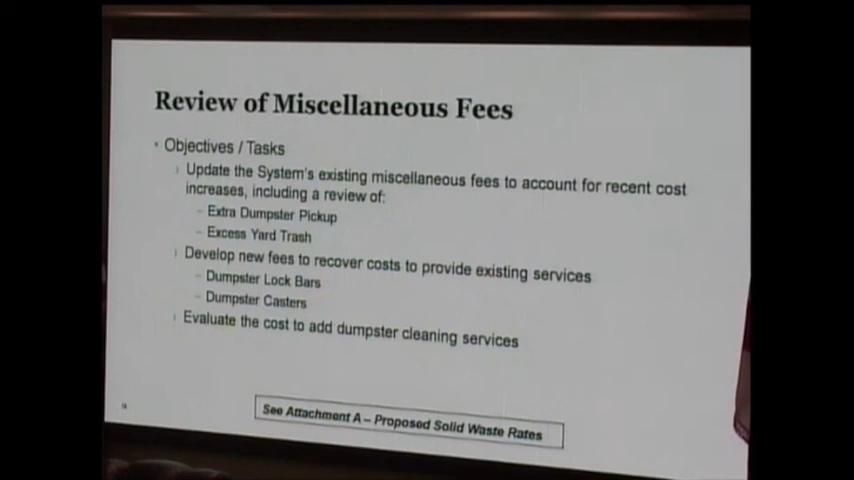 Review of Miscellaneous Fees
• Objectives / Tasks
› Update the System's existing miscellaneous fees to account for recent cost
increases, including a review of:
– Extra Dumpster Pickup
– Excess Yard Trash
› Develop new fees to recover costs to provide existing services
– Dumpster Lock Bars
– Dumpster Casters
› Evaluate the cost to add dumpster cleaning services
See Attachment A – Proposed Solid Waste Rates